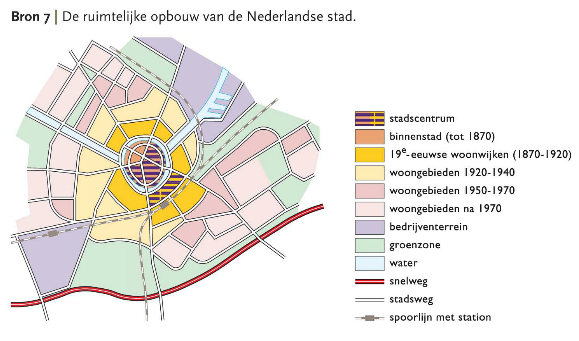 Bron 7 | De ruimtelijke opbouw van de Nederlandse stad.
stadscentrum
binnenstad (tot 1870)
19e-eeuwse woonwijken (1870-1920)
woongebieden 1920-1940
woongebieden 1950-1970
woongebieden na 1970
bedrijventerrein
groenzone
water
snelweg
stadsweg
spoorlijn met station